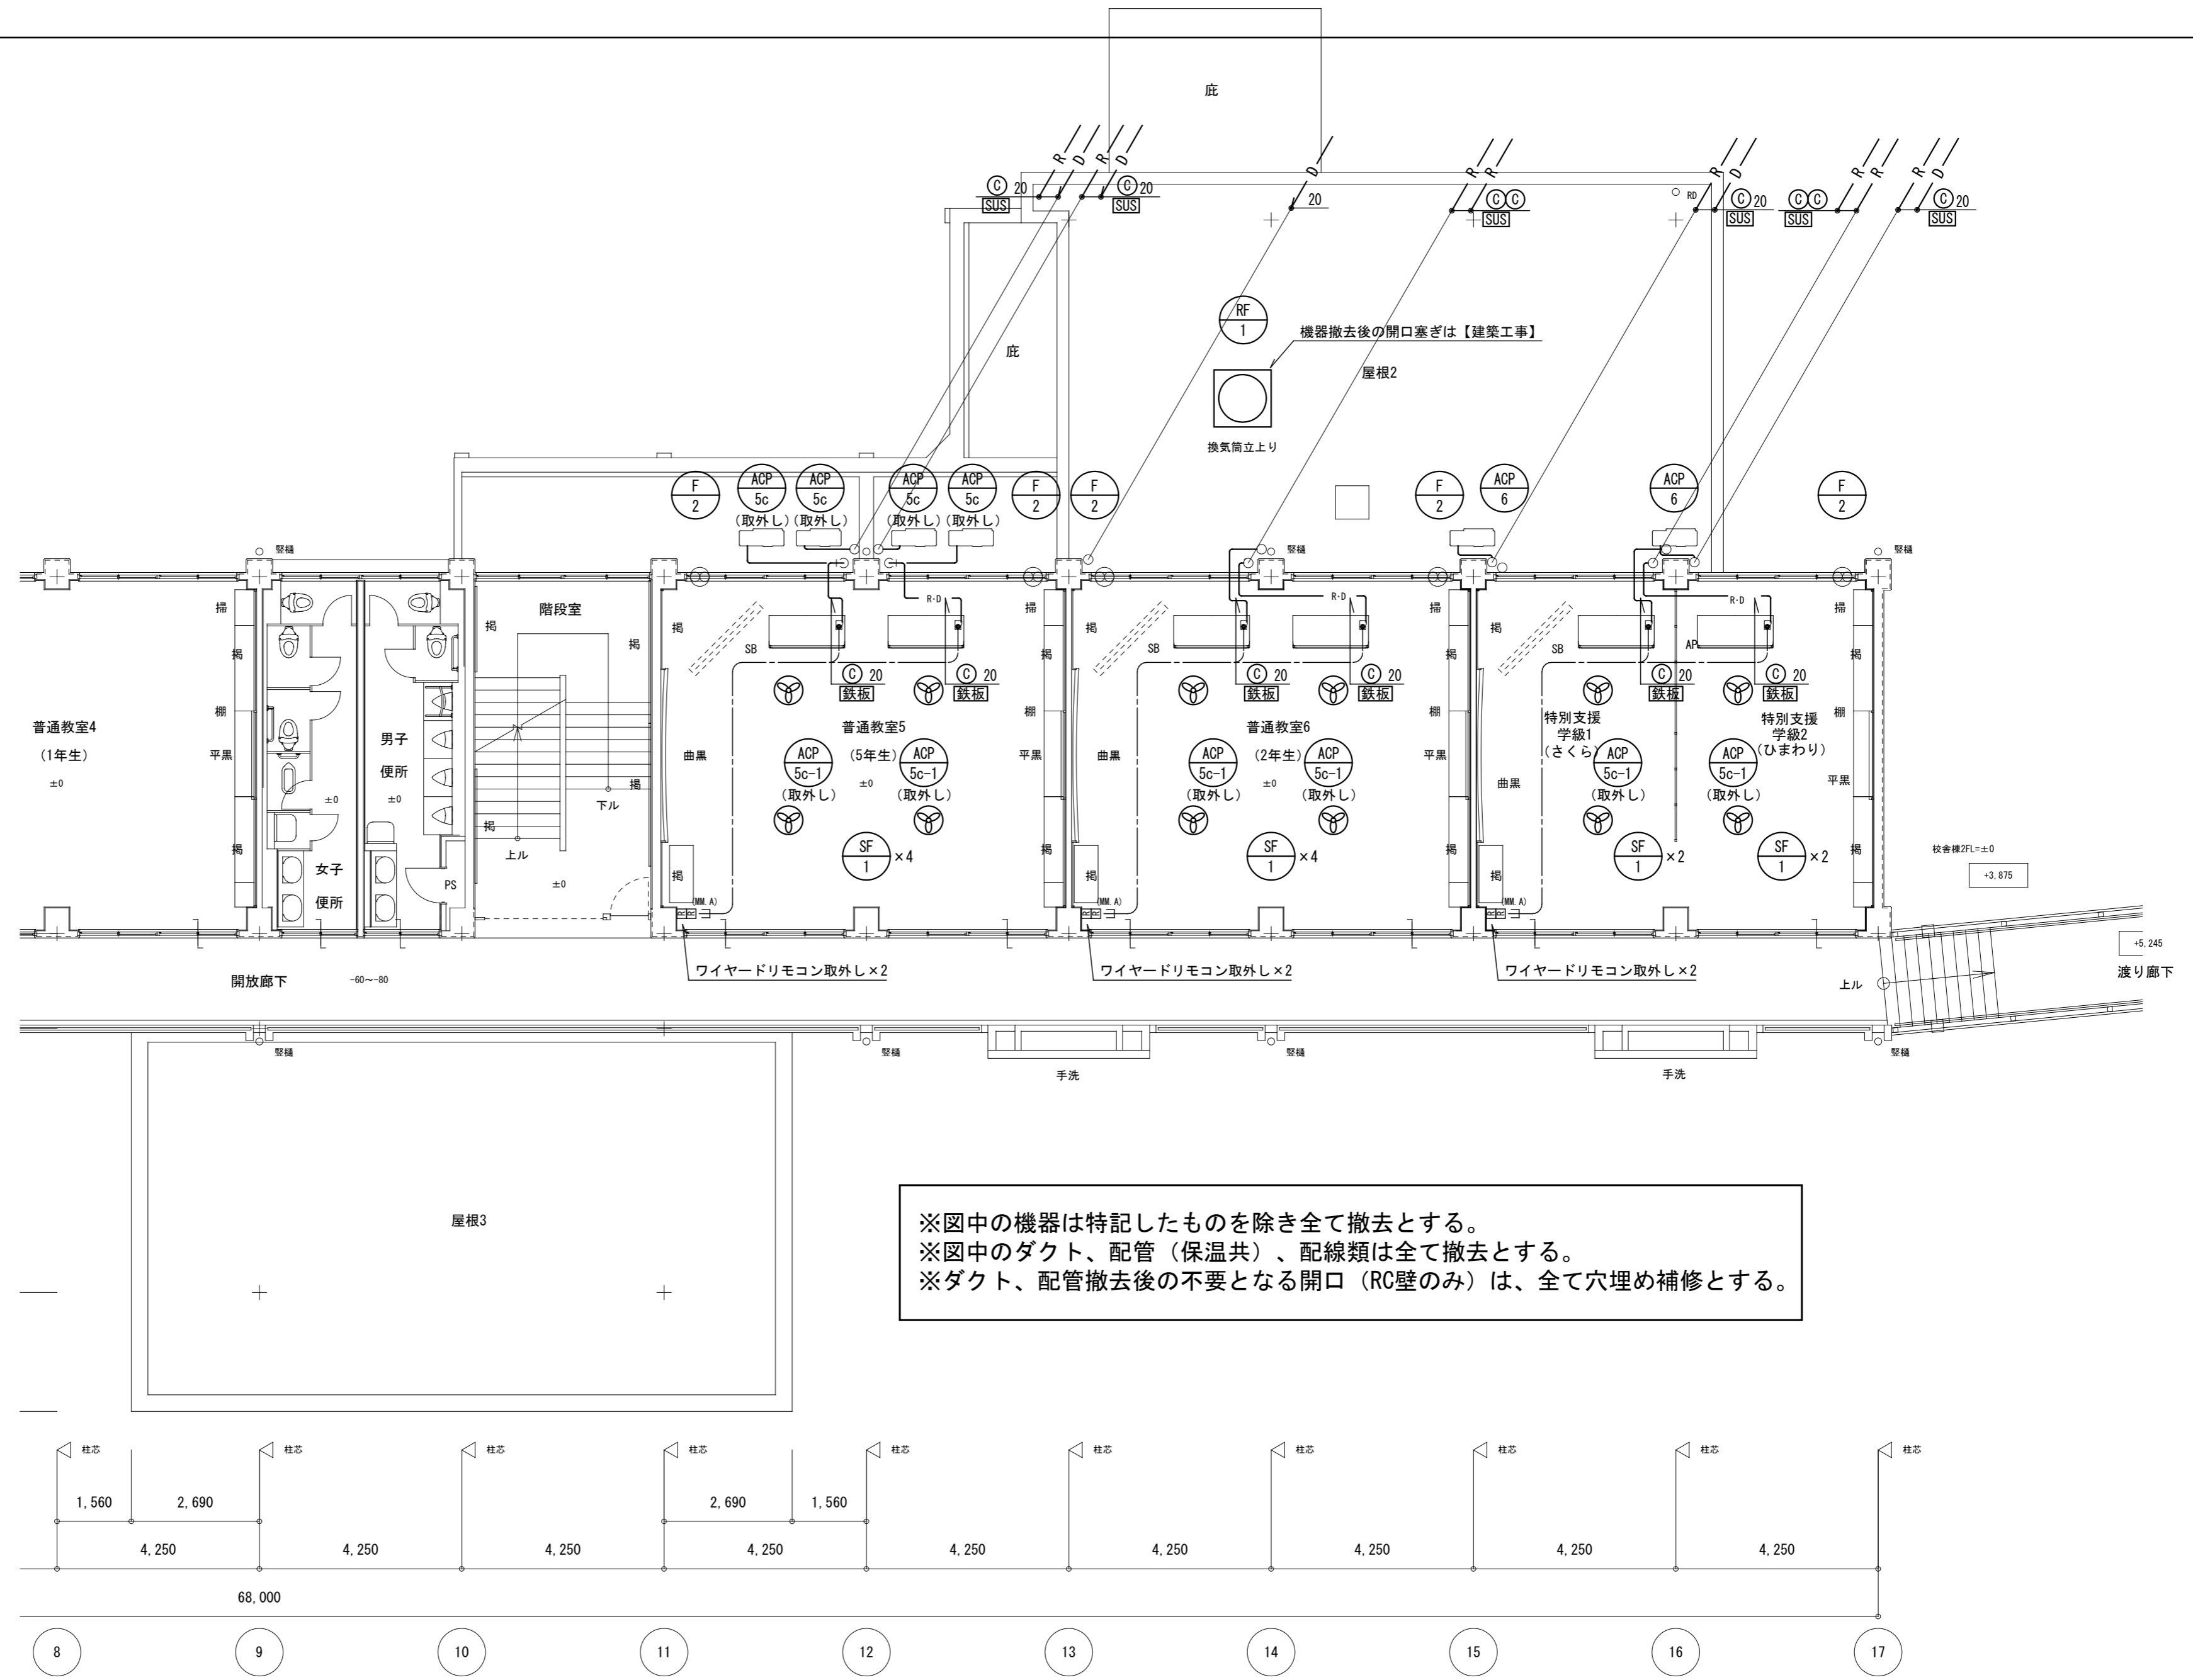 庇
R D R D D R R R D R R R D
Ⓒ 20 SUS
Ⓒ 20 SUS
20
ⒸⒸ SUS
RD
Ⓒ 20 SUS
ⒸⒸ SUS
Ⓒ 20 SUS
RF 1
機器撤去後の開口塞ぎは【建築工事】
庇
屋根2
換気筒立上り
F 2
ACP 5c (取外し)
ACP 5c (取外し)
ACP 5c (取外し)
ACP 5c (取外し)
F 2
F 2
F 2
ACP 6
ACP 6
F 2
竪樋
竪樋
竪樋
掃
掲
階段室
掲
掲
SB
R・D
掃
掲
SB
R・D
掃
掲
SB
AP
R・D
掃
掲
掲
掲
掲
Ⓒ 20 鉄板
Ⓒ 20 鉄板
Ⓒ 20 鉄板
Ⓒ 20 鉄板
Ⓒ 20 鉄板
Ⓒ 20 鉄板
棚
棚
棚
棚
普通教室4
(1年生)
±0
平黒
男子
便所
±0
±0
曲黒
普通教室5
(5年生)
±0
平黒
曲黒
普通教室6
(2年生)
±0
平黒
曲黒
特別支援
学級1
(さくら)
特別支援
学級2
(ひまわり)
平黒
ACP 5c-1 (取外し)
ACP 5c-1 (取外し)
ACP 5c-1 (取外し)
ACP 5c-1 (取外し)
ACP 5c-1 (取外し)
ACP 5c-1 (取外し)
掲
下ル
掲
掲
上ル
±0
女子
便所
PS
掲
SF 1 ×4
掲
掲
SF 1 ×4
掲
掲
SF 1 ×2
SF 1 ×2
掲
校舎棟2FL=±0
+3,875
R R (MM.A)
R R (MM.A)
R R (MM.A)
+5,245
渡り廊下
開放廊下
-60～-80
ワイヤードリモコン取外し×2
ワイヤードリモコン取外し×2
ワイヤードリモコン取外し×2
上ル
竪樋
竪樋
竪樋
竪樋
手洗
手洗
屋根3
※図中の機器は特記したものを除き全て撤去とする。
※図中のダクト、配管（保温共）、配線類は全て撤去とする。
※ダクト、配管撤去後の不要となる開口（RC壁のみ）は、全て穴埋め補修とする。
柱芯 柱芯 柱芯 柱芯 柱芯 柱芯 柱芯 柱芯 柱芯 柱芯
1,560 2,690 2,690 1,560
4,250 4,250 4,250 4,250 4,250 4,250 4,250 4,250 4,250
68,000
8 9 10 11 12 13 14 15 16 17